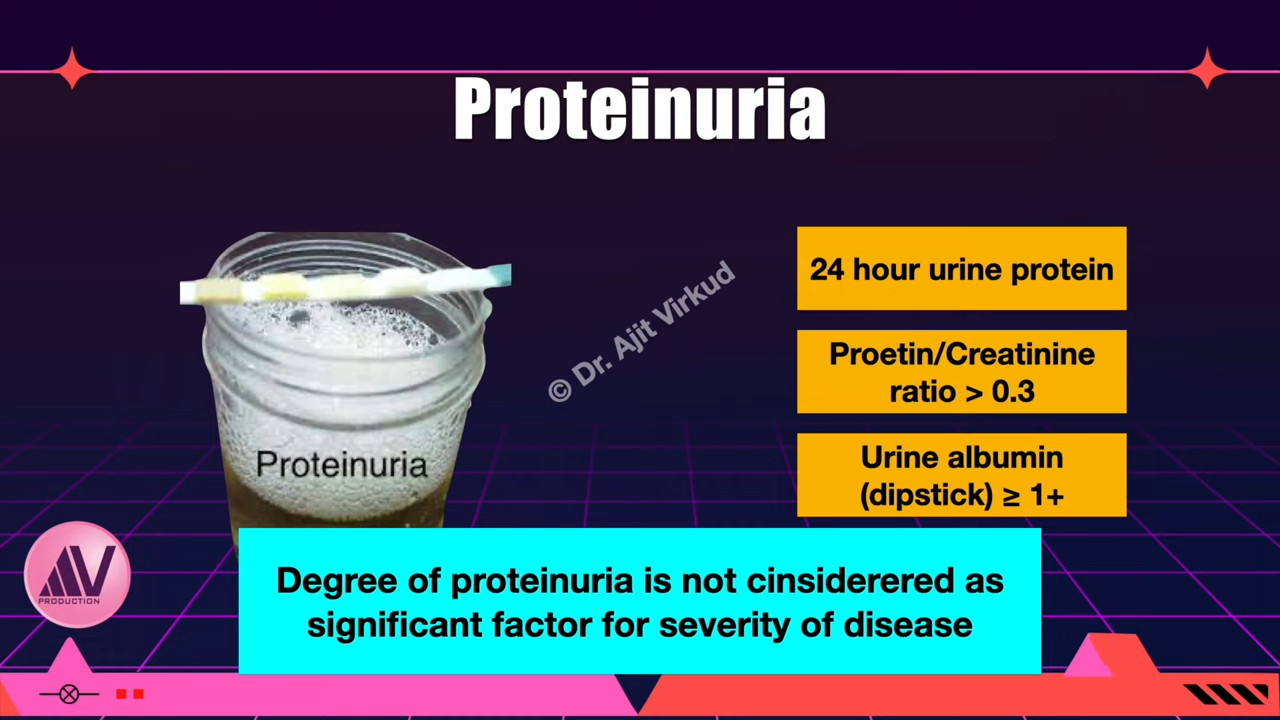 Proteinuria
24 hour urine protein
Proetin/Creatinine
ratio > 0.3
Urine albumin
(dipstick) ≥ 1+
© Dr. Ajit Virkud
Proteinuria
AV
PRODUCTION
Degree of proteinuria is not cinsiderered as
significant factor for severity of disease